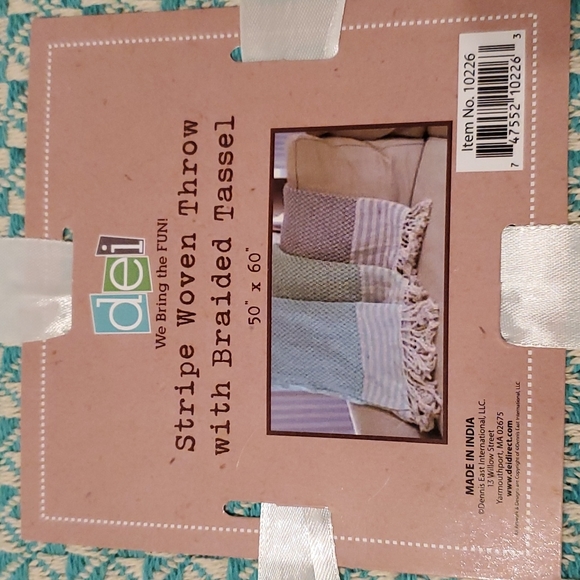 dei
We Bring the FUN!
Stripe Woven Throw
with Braided Tassel
50" x 60"
Item No. 10226
7 47552 10226 3
MADE IN INDIA
©Dennis East International, LLC.
13 Willow Street
Yarmouthport, MA 02675
www.deidirect.com